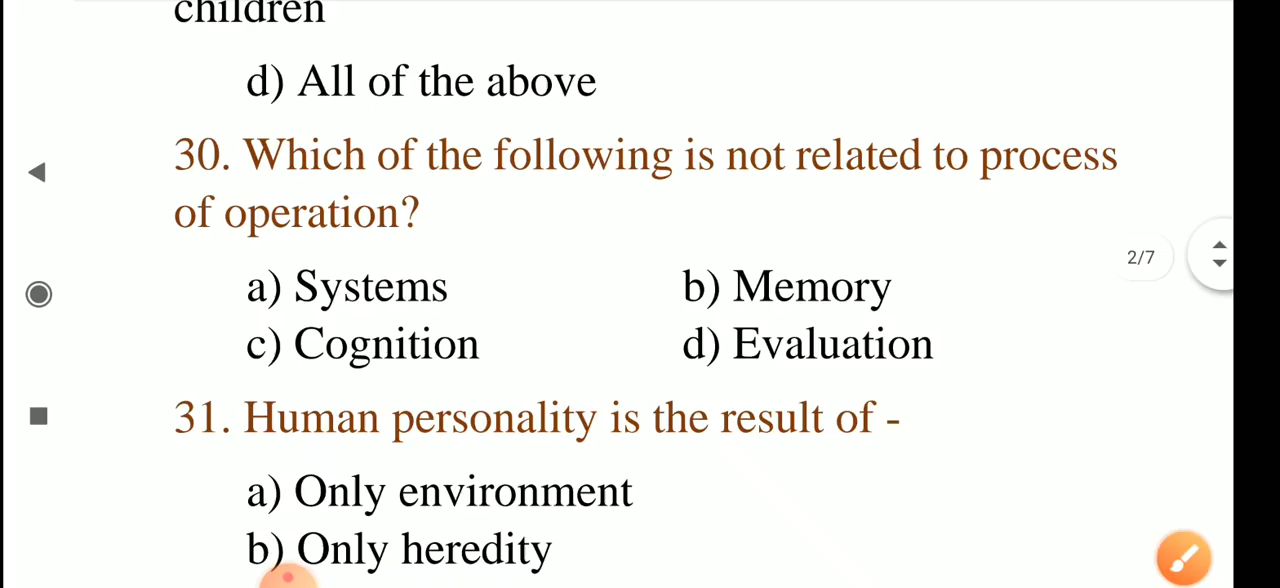 children
d) All of the above
30. Which of the following is not related to process
of operation?
2/7
a) Systems b) Memory
c) Cognition d) Evaluation
31. Human personality is the result of -
a) Only environment
b) Only heredity